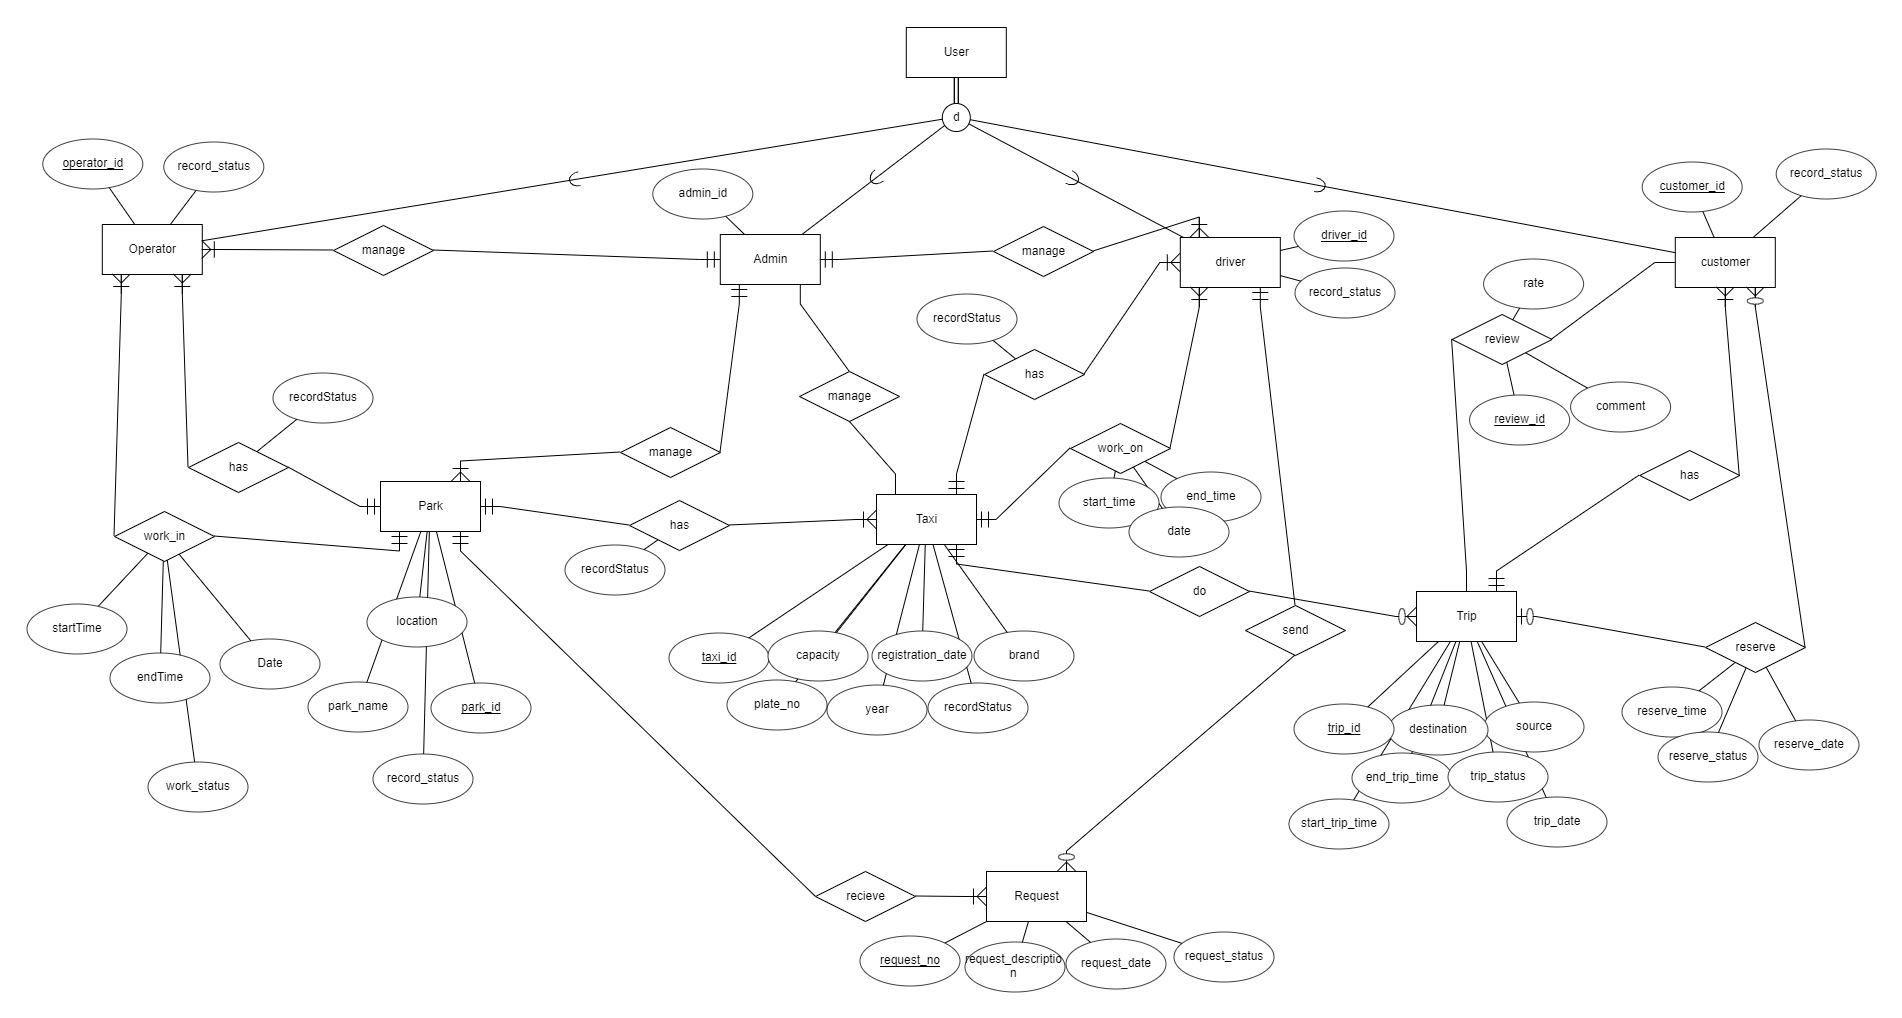 User
d
operator_id
record_status
admin_id
customer_id
record_status
Operator
manage
Admin
manage
driver
driver_id
record_status
customer
rate
review
review_id
comment
recordStatus
has
recordStatus
has
manage
manage
work_on
start_time
end_time
date
has
Park
has
recordStatus
Taxi
work_in
startTime
endTime
Date
work_status
location
park_name
park_id
record_status
do
send
Trip
reserve
taxi_id
capacity
registration_date
brand
plate_no
year
recordStatus
trip_id
destination
source
end_trip_time
trip_status
start_trip_time
trip_date
reserve_time
reserve_status
reserve_date
recieve
Request
request_no
request_descriptio
n
request_date
request_status